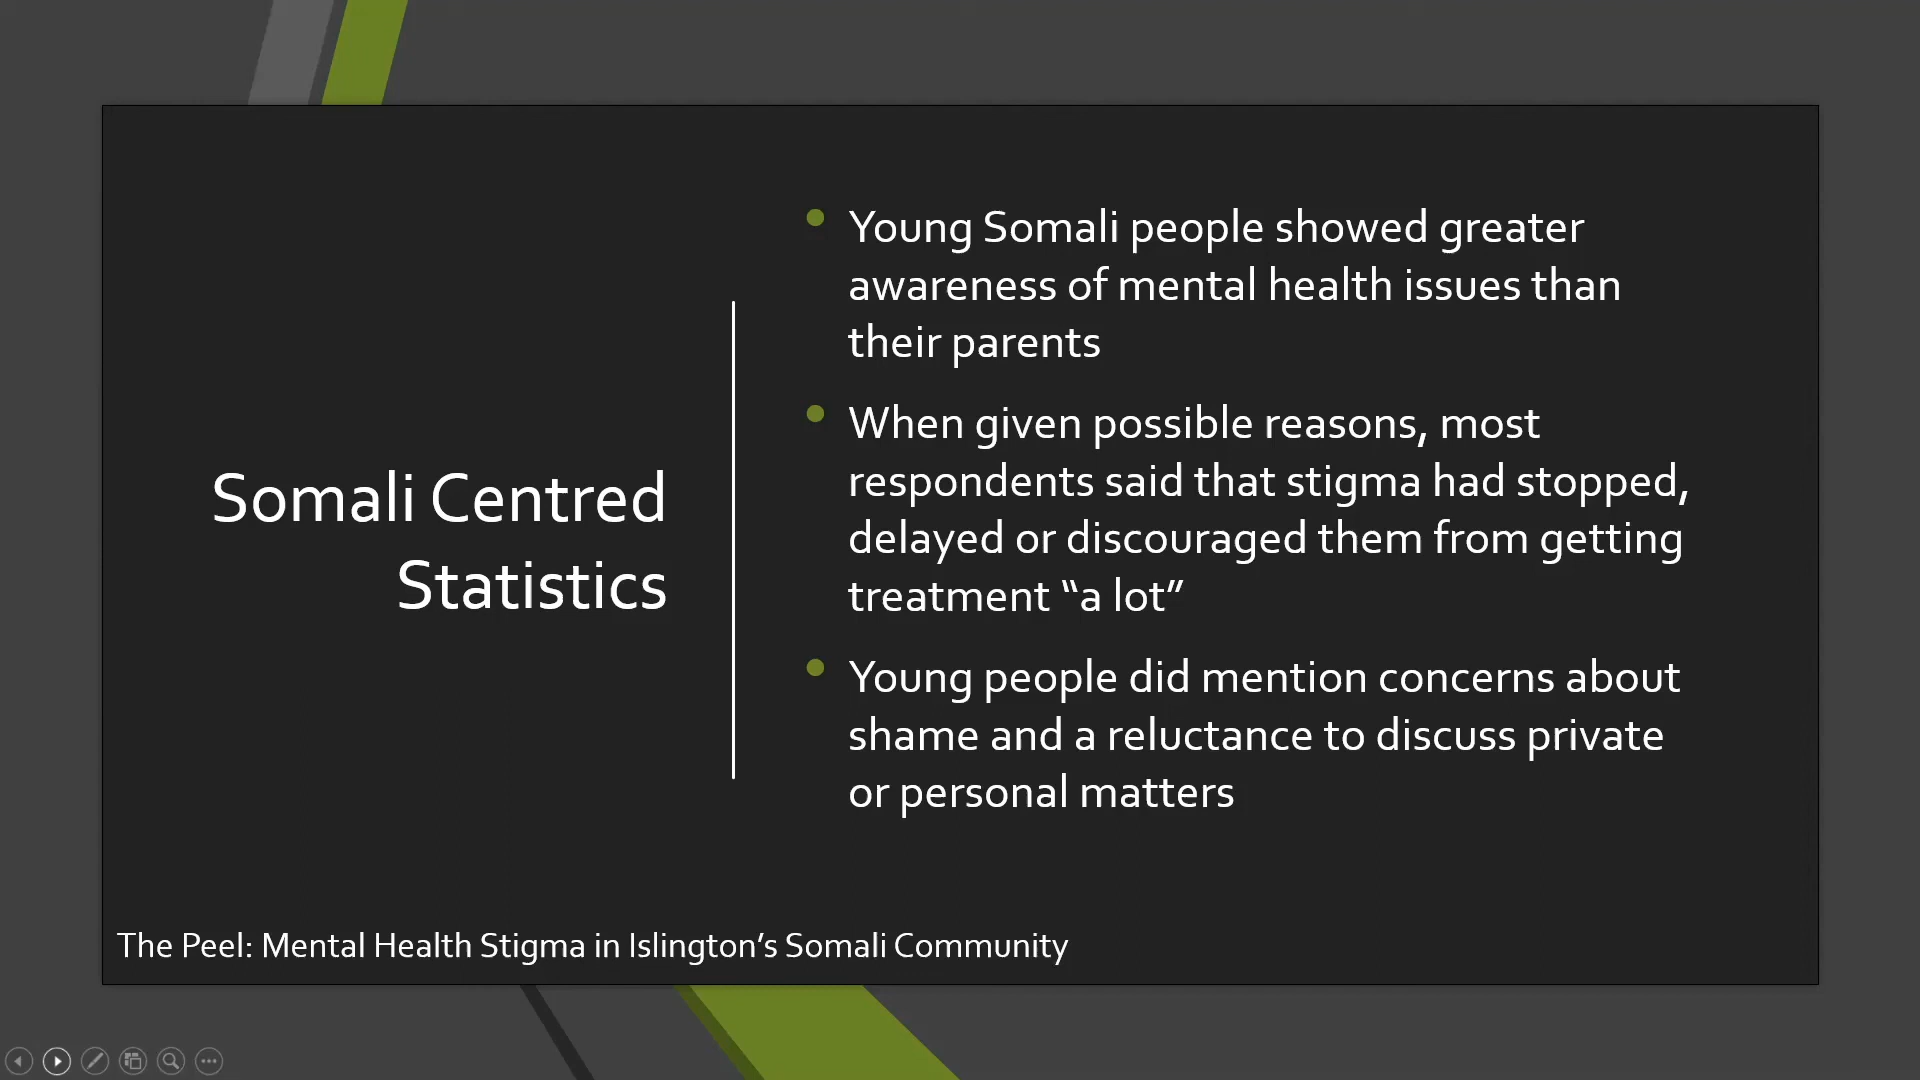 Somali Centred
Statistics
Young Somali people showed greater
awareness of mental health issues than
their parents
When given possible reasons, most
respondents said that stigma had stopped,
delayed or discouraged them from getting
treatment “a lot”
Young people did mention concerns about
shame and a reluctance to discuss private
or personal matters
The Peel: Mental Health Stigma in Islington’s Somali Community